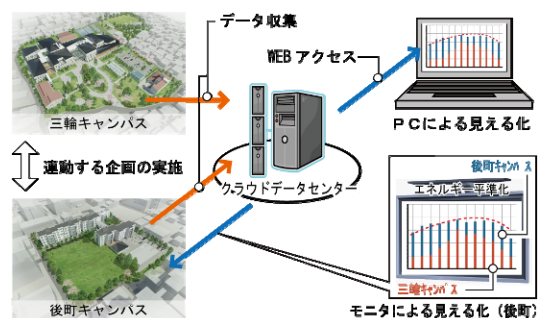 データ収集
WEBアクセス
三輪キャンパス
PCによる見える化
連動する企画の実施
クラウドデータセンター
後町キャンパス
エネルギー平準化
三輪キャンパス
後町キャンパス
モニタによる見える化(後町)